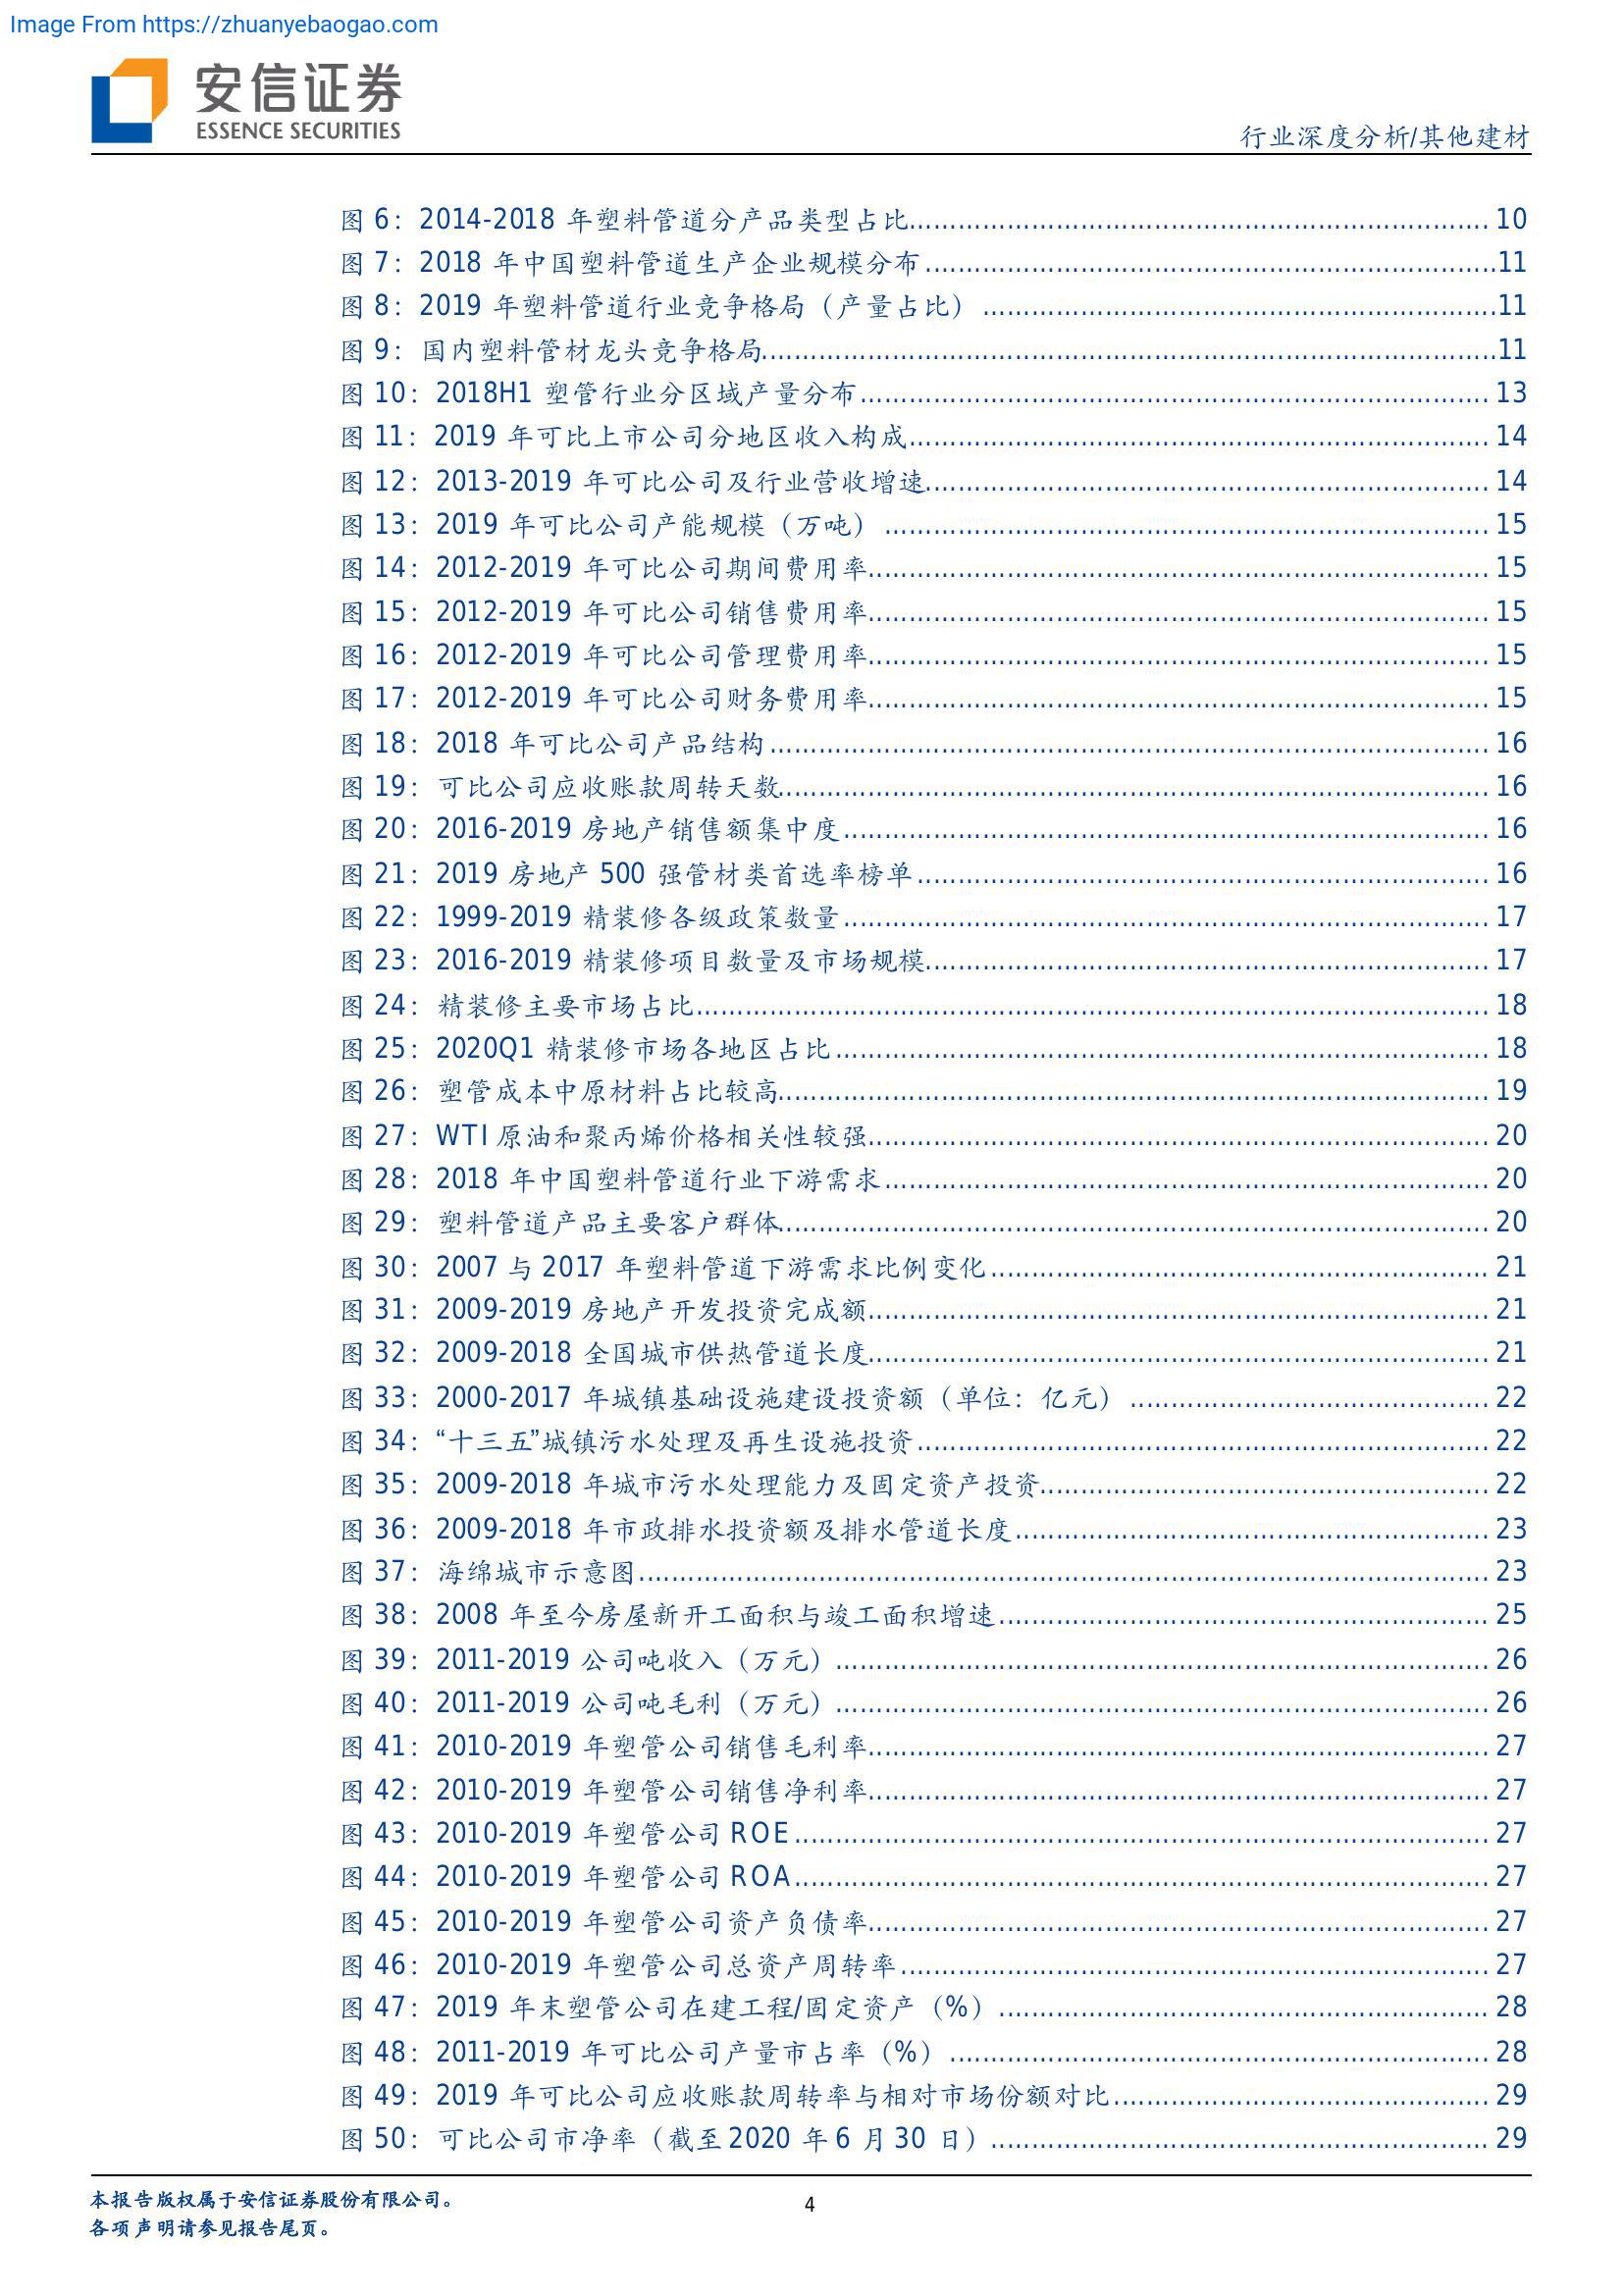 Image From https://zhuanyebaogao.com
安信证券
ESSENCE SECURITIES
行业深度分析/其他建材
图 6：2014-2018 年塑料管道分产品类型占比 10
图 7：2018 年中国塑料管道生产企业规模分布 11
图 8：2019 年塑料管道行业竞争格局（产量占比） 11
图 9：国内塑料管材龙头竞争格局 11
图 10：2018H1 塑管行业分区域产量分布 13
图 11：2019 年可比上市公司分地区收入构成 14
图 12：2013-2019 年可比公司及行业营收增速 14
图 13：2019 年可比公司产能规模（万吨） 15
图 14：2012-2019 年可比公司期间费用率 15
图 15：2012-2019 年可比公司销售费用率 15
图 16：2012-2019 年可比公司管理费用率 15
图 17：2012-2019 年可比公司财务费用率 15
图 18：2018 年可比公司产品结构 16
图 19：可比公司应收账款周转天数 16
图 20：2016-2019 房地产销售额集中度 16
图 21：2019 房地产 500 强管材类首选率榜单 16
图 22：1999-2019 精装修各级政策数量 17
图 23：2016-2019 精装修项目数量及市场规模 17
图 24：精装修主要市场占比 18
图 25：2020Q1 精装修市场各地区占比 18
图 26：塑管成本中原材料占比较高 19
图 27：WTI 原油和聚丙烯价格相关性较强 20
图 28：2018 年中国塑料管道行业下游需求 20
图 29：塑料管道产品主要客户群体 20
图 30：2007 与 2017 年塑料管道下游需求比例变化 21
图 31：2009-2019 房地产开发投资完成额 21
图 32：2009-2018 全国城市供热管道长度 21
图 33：2000-2017 年城镇基础设施建设投资额（单位：亿元） 22
图 34：“十三五”城镇污水处理及再生设施投资 22
图 35：2009-2018 年城市污水处理能力及固定资产投资 22
图 36：2009-2018 年市政排水投资额及排水管道长度 23
图 37：海绵城市示意图 23
图 38：2008 年至今房屋新开工面积与竣工面积增速 25
图 39：2011-2019 公司吨收入（万元） 26
图 40：2011-2019 公司吨毛利（万元） 26
图 41：2010-2019 年塑管公司销售毛利率 27
图 42：2010-2019 年塑管公司销售净利率 27
图 43：2010-2019 年塑管公司 ROE 27
图 44：2010-2019 年塑管公司 ROA 27
图 45：2010-2019 年塑管公司资产负债率 27
图 46：2010-2019 年塑管公司总资产周转率 27
图 47：2019 年末塑管公司在建工程/固定资产（%） 28
图 48：2011-2019 年可比公司产量市占率（%） 28
图 49：2019 年可比公司应收账款周转率与相对市场份额对比 29
图 50：可比公司市净率（截至 2020 年 6 月 30 日） 29
本报告版权属于安信证券股份有限公司。
各项声明请参见报告尾页。
4